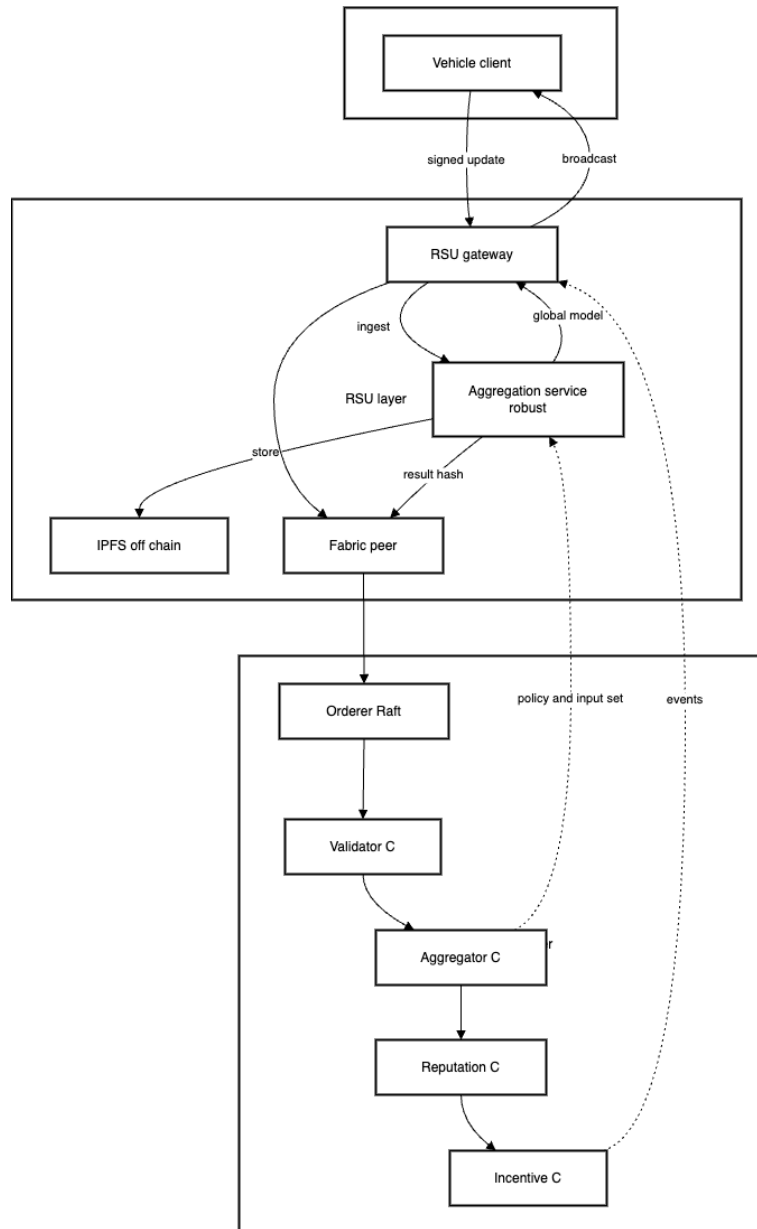 Vehicle client
signed update
broadcast
RSU gateway
ingest
global model
Aggregation service
robust
RSU layer
store
result hash
IPFS off chain
Fabric peer
Orderer Raft
policy and input set
events
Validator C
Aggregator C
Reputation C
Incentive C